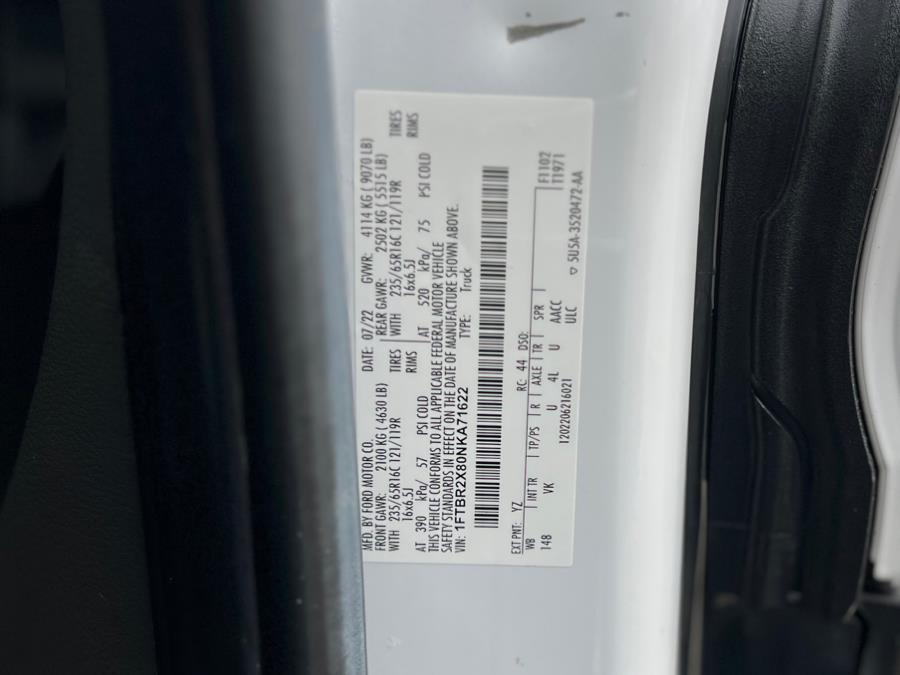 MFD. BY FORD MOTOR CO.
DATE: 07/22 GVWR: 4114 KG ( 9070 LB)
FRONT GAWR: 2100 KG ( 4630 LB)
REAR GAWR: 2502 KG ( 5515 LB)
WITH 235/65R16C 121/119R TIRES
WITH 235/65R16C 121/119R TIRES
16x6.5J RIMS
16x6.5J RIMS
AT 390 kPa/ 57 PSI COLD
AT 520 kPa/ 75 PSI COLD
THIS VEHICLE CONFORMS TO ALL APPLICABLE FEDERAL MOTOR VEHICLE
SAFETY STANDARDS IN EFFECT ON THE DATE OF MANUFACTURE SHOWN ABOVE.
VIN: 1FTBR2X80NKA71622
TYPE: Truck
EXT PNT: YZ RC: 44 DSO: F1102
WB INT TR TP/PS R AXLE TR SPR T1971
148 VK U 4L U AACC
1202206216021 ULC
5U5A-3520472-AA